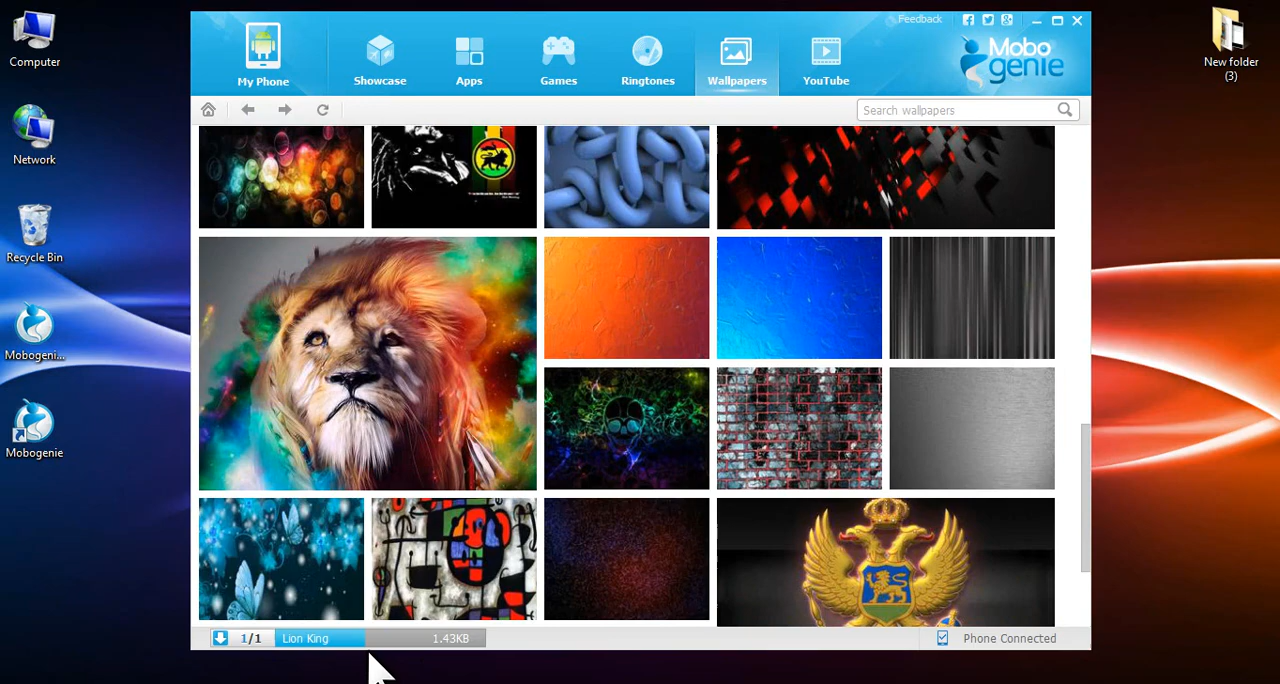 Computer
Network
Recycle Bin
Mobogeni...
Mobogenie
New folder
(3)
Feedback
My Phone
Showcase
Apps
Games
Ringtones
Wallpapers
YouTube
Mobo
genie
Search wallpapers
1/1
Lion King
1.43KB
Phone Connected